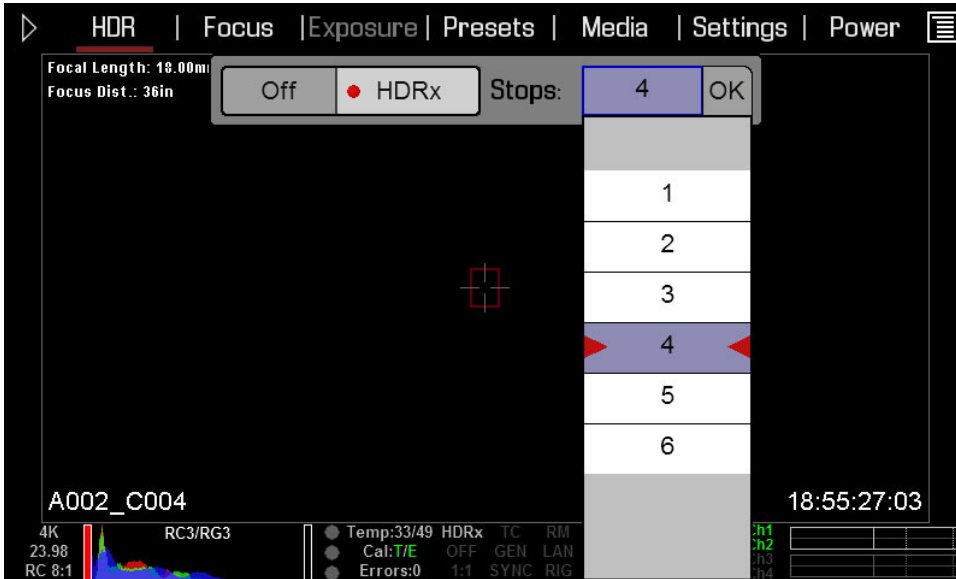 HDR | Focus | Exposure | Presets | Media | Settings | Power
Focal Length: 18.00m
Focus Dist.: 36in
Off HDRx Stops: 4 OK
1
2
3
4
5
6
A002_C004 18:55:27:03
4K RC3/RG3 Temp:33/49 HDRx TC RM Ch1
23.98 Cal:T/E OFF GEN LAN Ch2
RC 8:1 Errors:0 1:1 SYNC RIG Ch3
Ch4